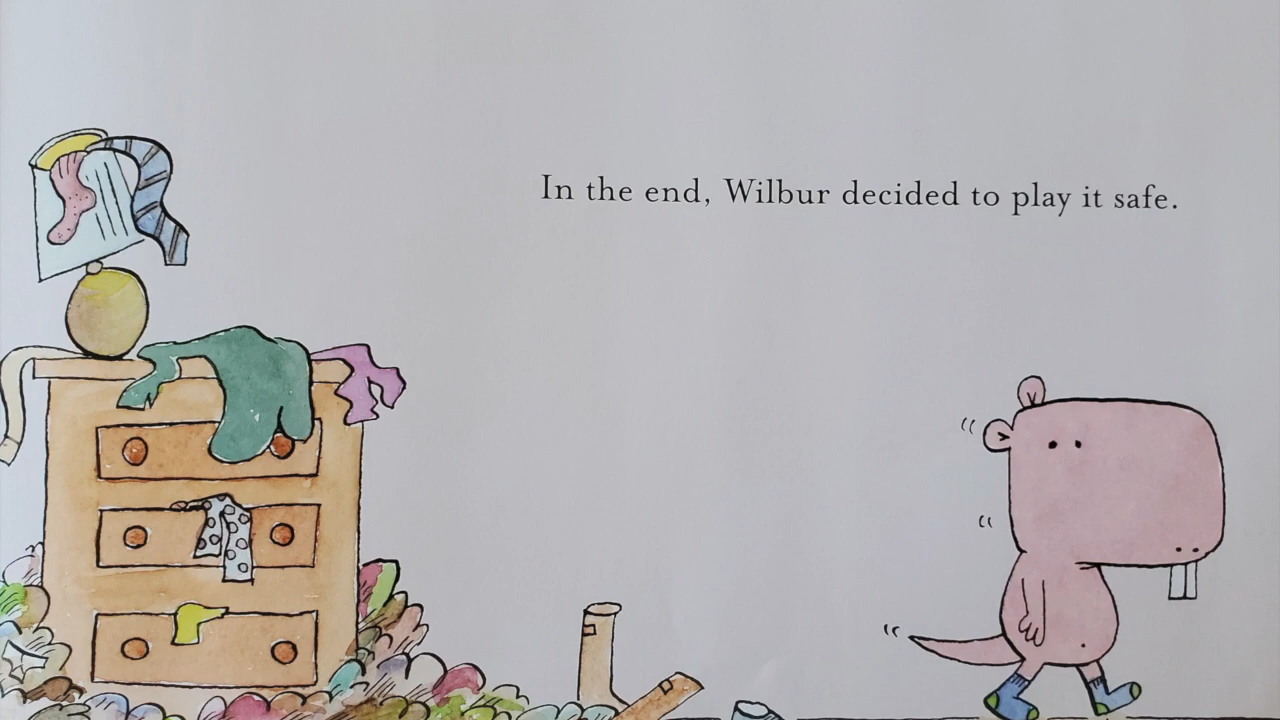 In the end, Wilbur decided to play it safe.